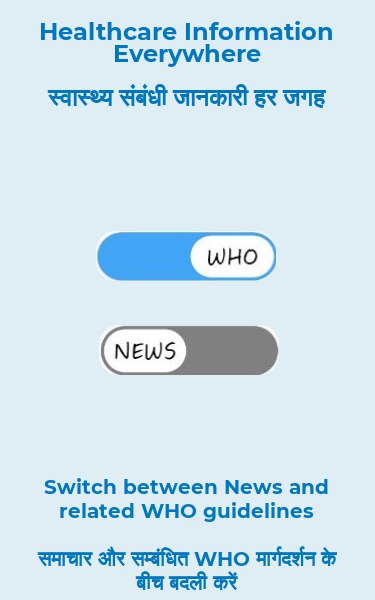 Healthcare Information
Everywhere
स्वास्थ्य संबंधी जानकारी हर जगह
WHO
NEWS
Switch between News and
related WHO guidelines
समाचार और सम्बंधित WHO मार्गदर्शन के
बीच बदली करें